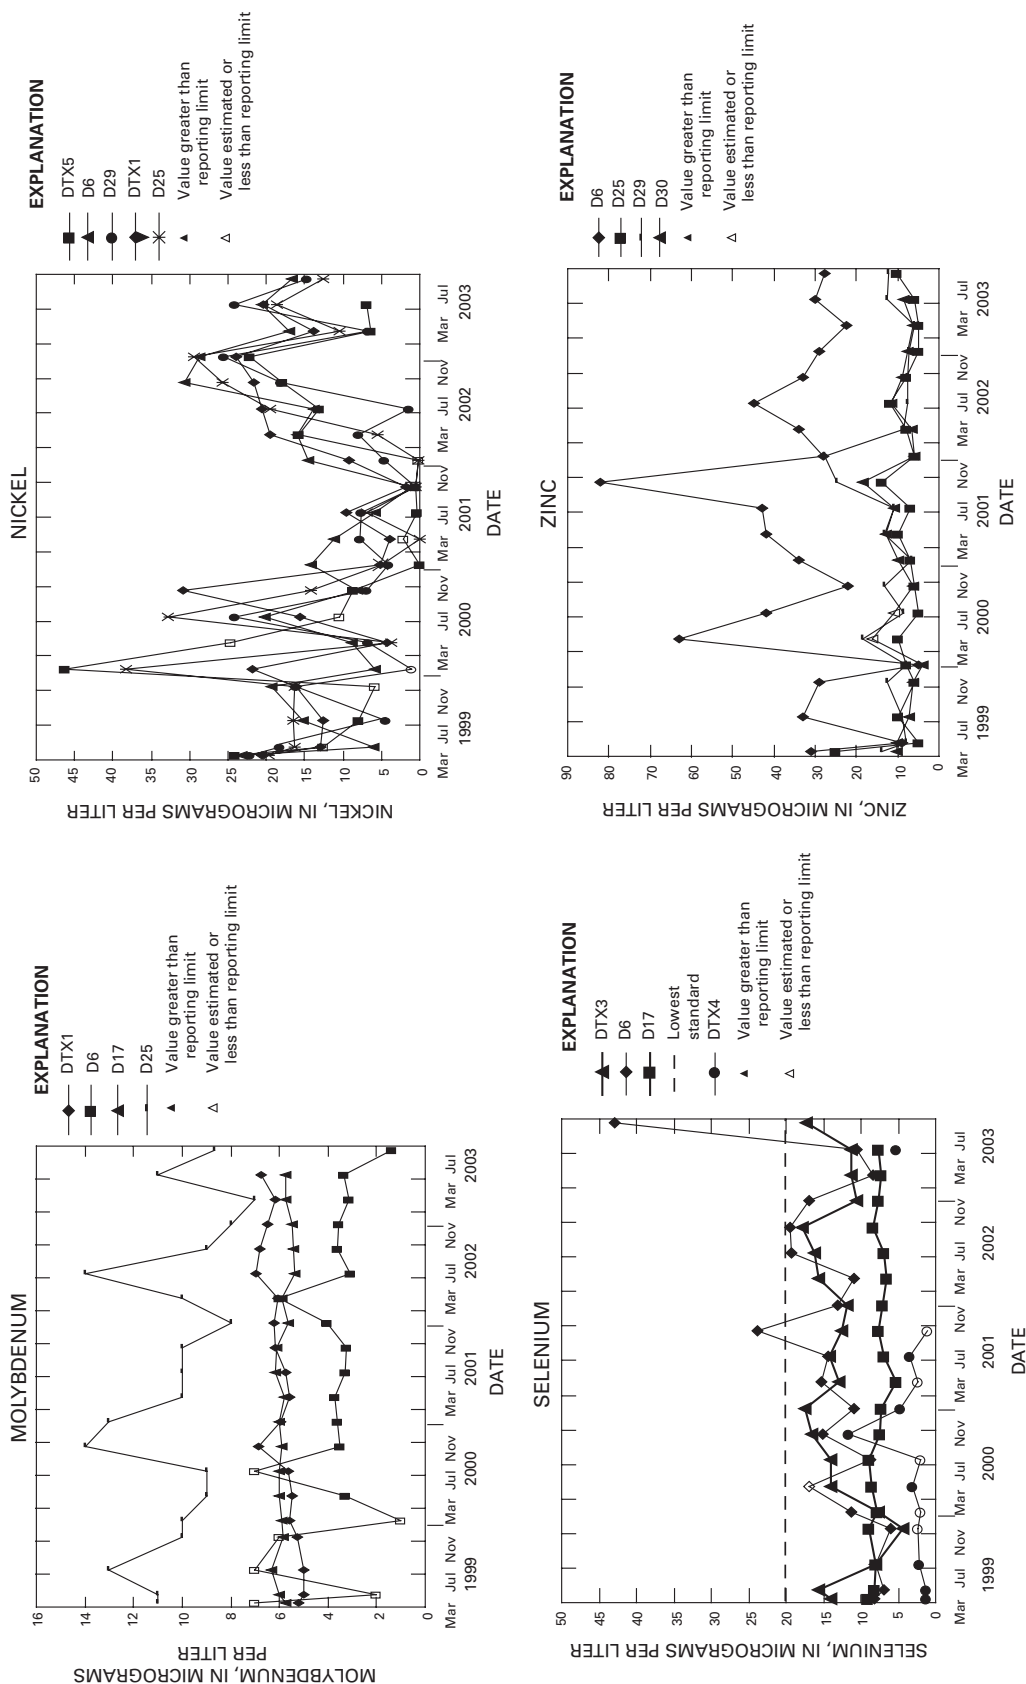 MOLYBDENUM
MOLYBDENUM, IN MICROGRAMS
PER LITER
16
14
12
10
8
6
4
2
0
Mar Jul Nov Mar Jul Nov Mar Jul Nov Mar Jul Nov Mar Jul
1999 2000 2001 2002 2003
DATE
EXPLANATION
DTX1
D6
D17
D25
Value greater than
reporting limit
Value estimated or
less than reporting limit
NICKEL
NICKEL, IN MICROGRAMS PER LITER
50
45
40
35
30
25
20
15
10
5
0
Mar Jul Nov Mar Jul Nov Mar Jul Nov Mar Jul Nov Mar Jul
1999 2000 2001 2002 2003
DATE
EXPLANATION
DTX5
D6
D29
DTX1
D25
Value greater than
reporting limit
Value estimated or
less than reporting limit
SELENIUM
SELENIUM, IN MICROGRAMS PER LITER
50
45
40
35
30
25
20
15
10
5
0
Mar Jul Nov Mar Jul Nov Mar Jul Nov Mar Jul Nov Mar Jul
1999 2000 2001 2002 2003
DATE
EXPLANATION
DTX3
D6
D17
Lowest
standard
DTX4
Value greater than
reporting limit
Value estimated or
less than reporting limit
ZINC
ZINC, IN MICROGRAMS PER LITER
90
80
70
60
50
40
30
20
10
0
Mar Jul Nov Mar Jul Nov Mar Jul Nov Mar Jul Nov Mar Jul
1999 2000 2001 2002 2003
DATE
EXPLANATION
D6
D25
D29
D30
Value greater than
reporting limit
Value estimated or
less than reporting limit